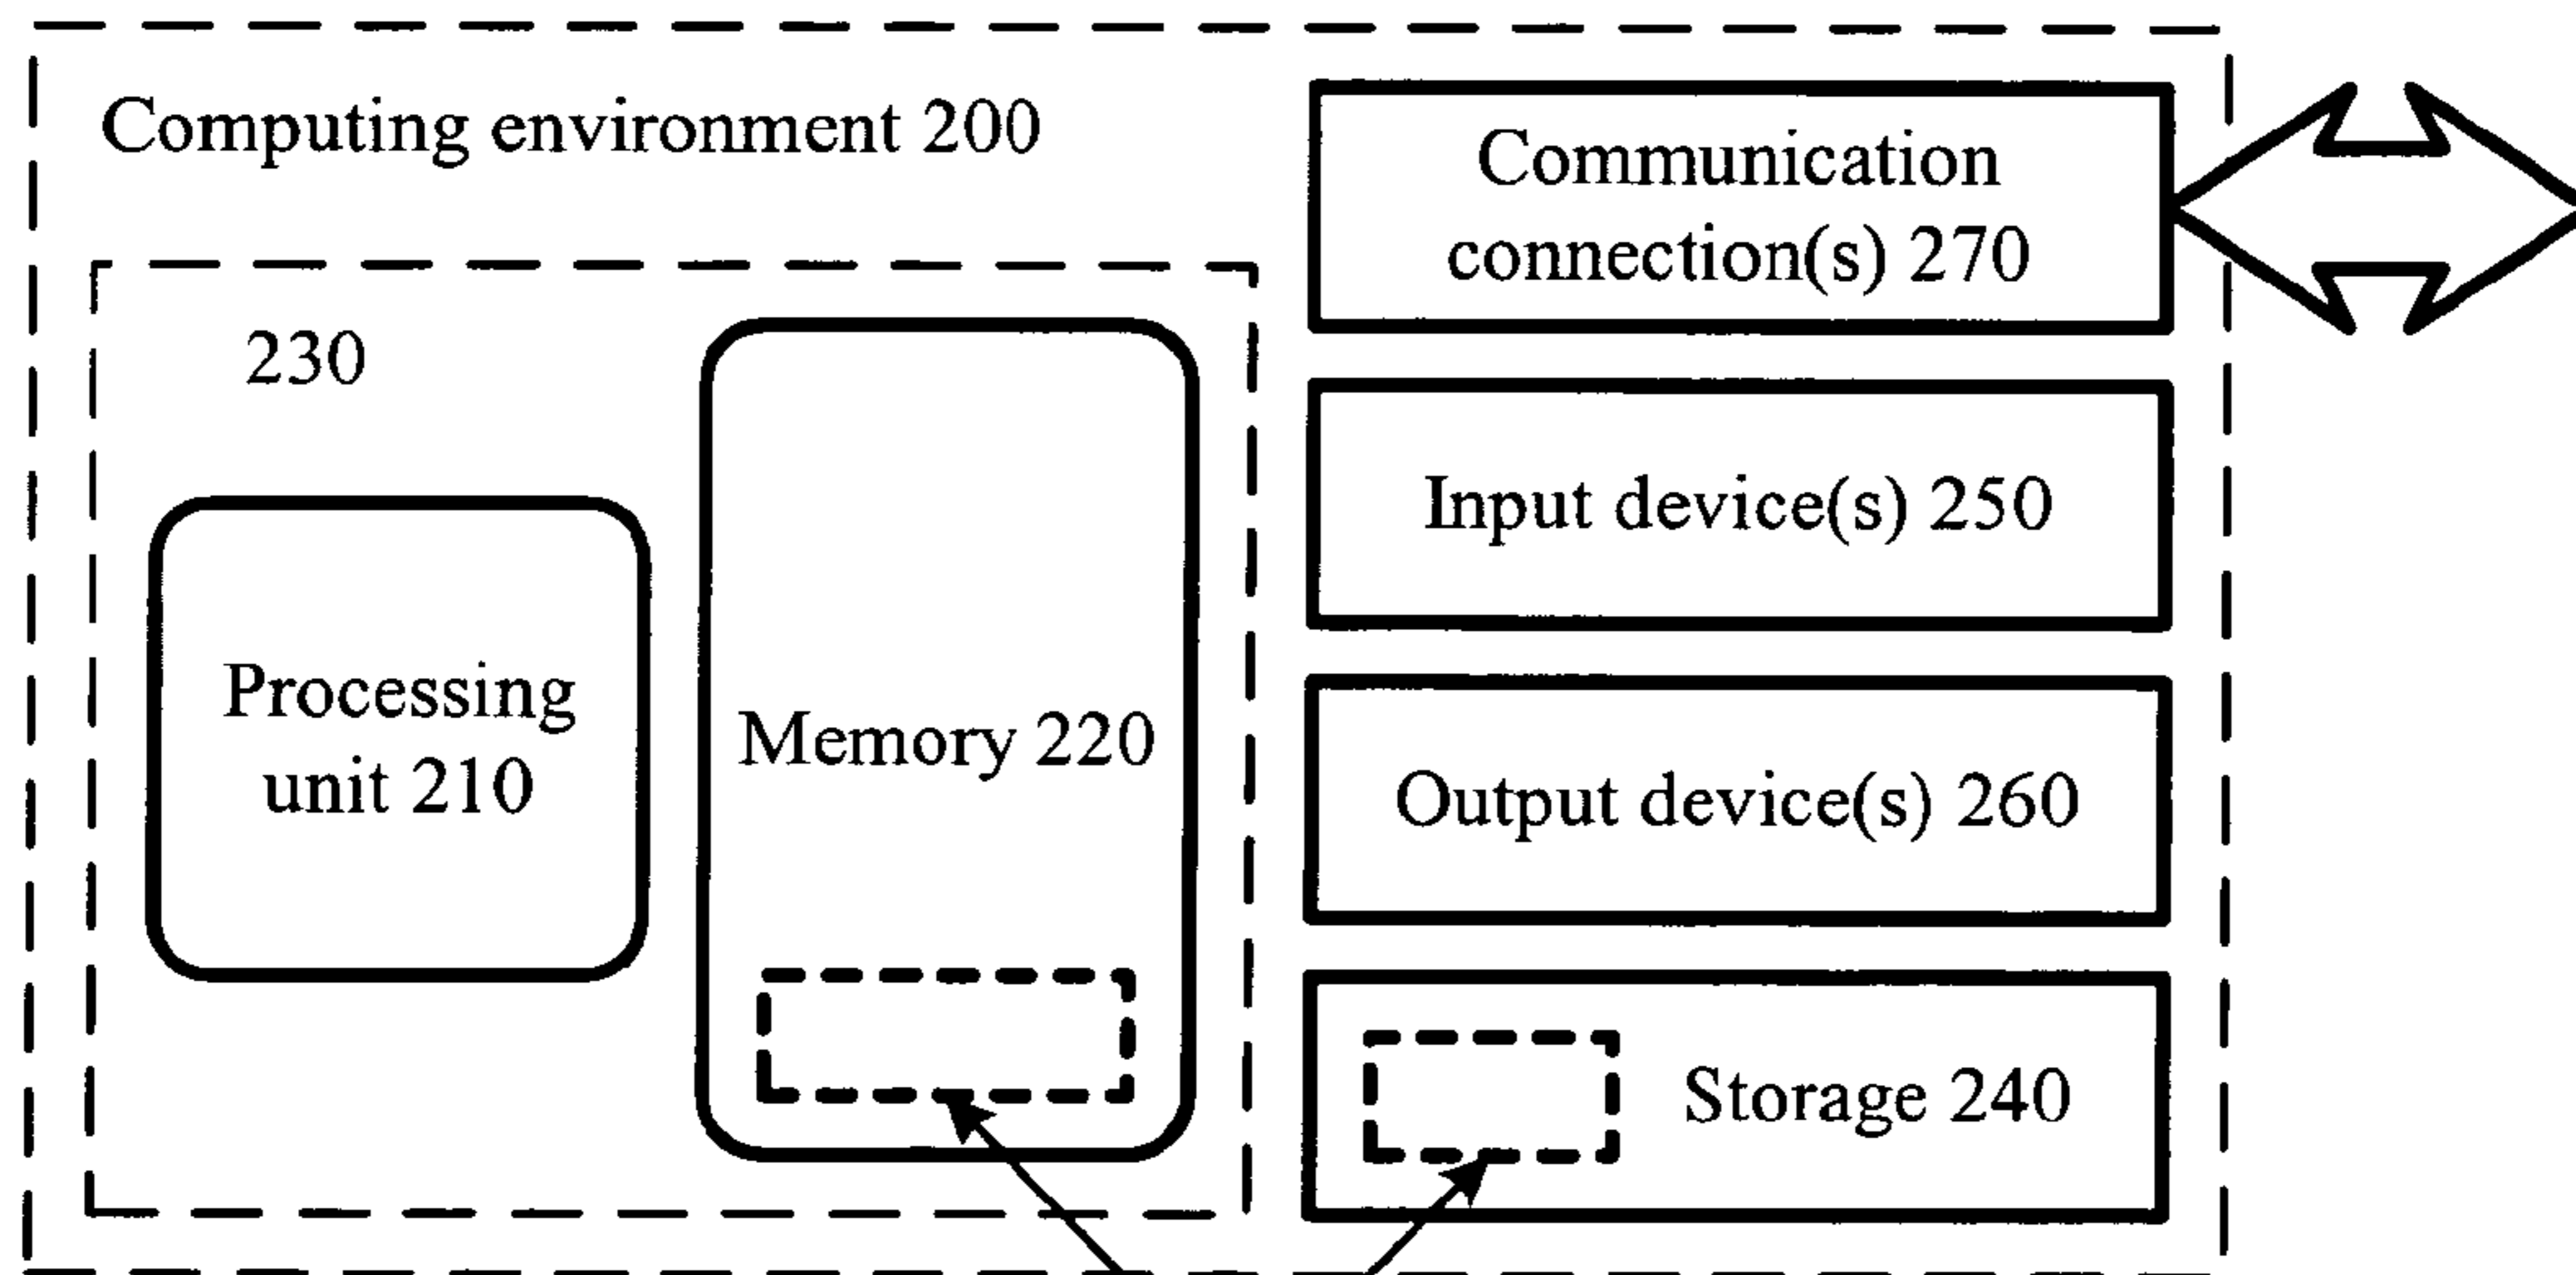 Computing environment 200
Communication
connection(s) 270
230
Input device(s) 250
Processing
unit 210
Memory 220
Output device(s) 260
Storage 240